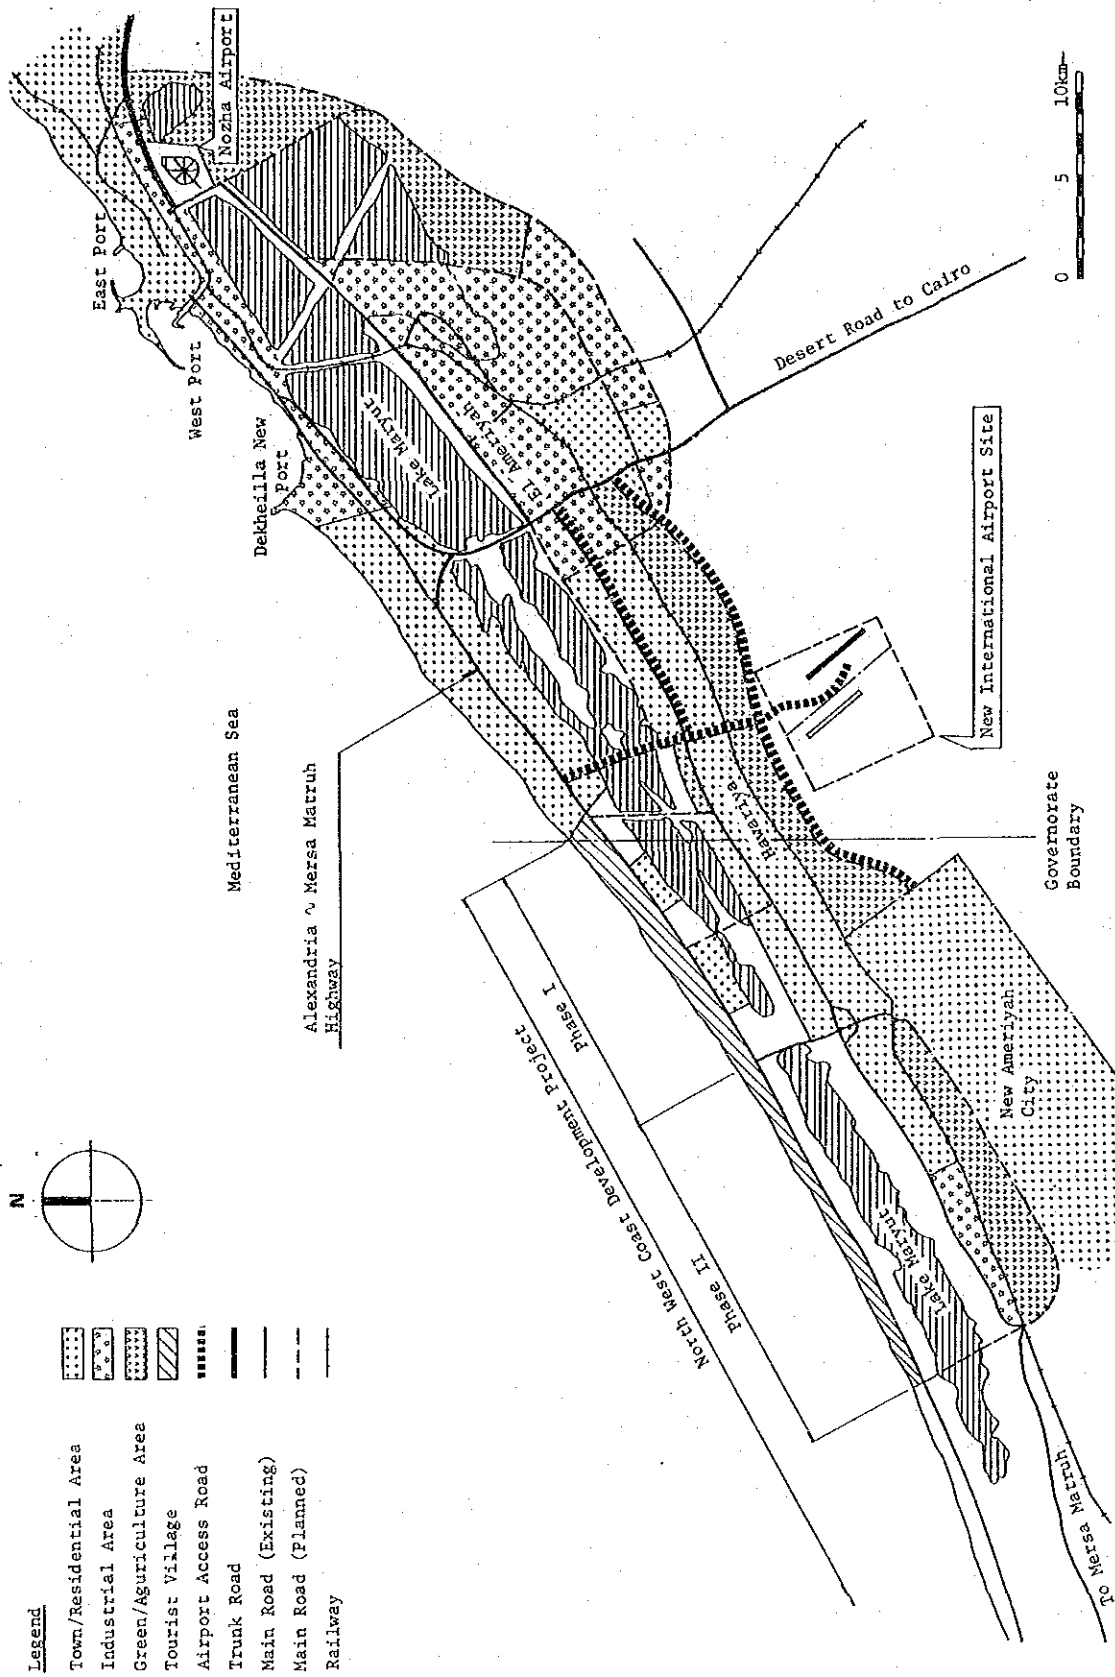 Legend
Town/Residential Area
Industrial Area
Green/Aguriculture Area
Tourist Village
Airport Access Road
Trunk Road
Main Road (Existing)
Main Road (Planned)
Railway
N
Mediterranean Sea
Alexandria ~ Mersa Matruh
Highway
Dekheilla New
Port
West Port
East Port
Nozha Airport
Lake Maryut
El Ameriyah
Desert Road to Cairo
New International Airport Site
Hawariya
Governorate
Boundary
North West Coast Development Project
Phase I
Phase II
New Ameriyah
City
Lake Maryut
To Mersa Matruh
0 5 10km